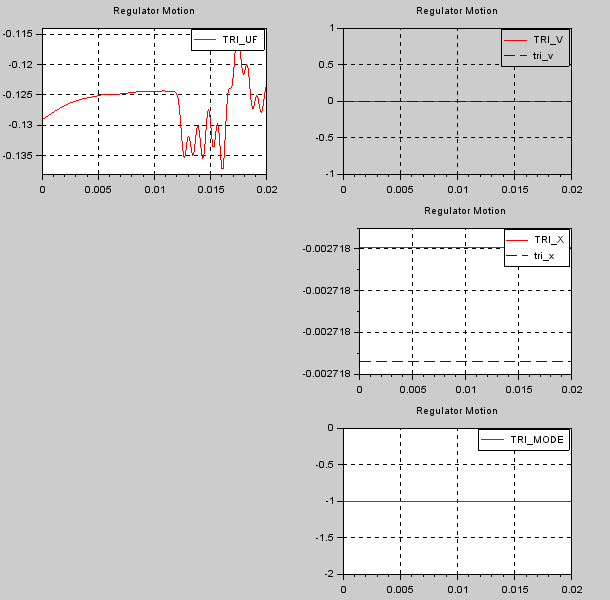 Regulator Motion
-0.115
-0.12
-0.125
-0.13
-0.135
TRI_UF
0 0.005 0.01 0.015 0.02
Regulator Motion
1
0.5
0
-0.5
-1
TRI_V
tri_v
0 0.005 0.01 0.015 0.02
Regulator Motion
-0.002718
-0.002718
-0.002718
-0.002718
TRI_X
tri_x
0 0.005 0.01 0.015 0.02
Regulator Motion
0
-0.5
-1
-1.5
-2
TRI_MODE
0 0.005 0.01 0.015 0.02